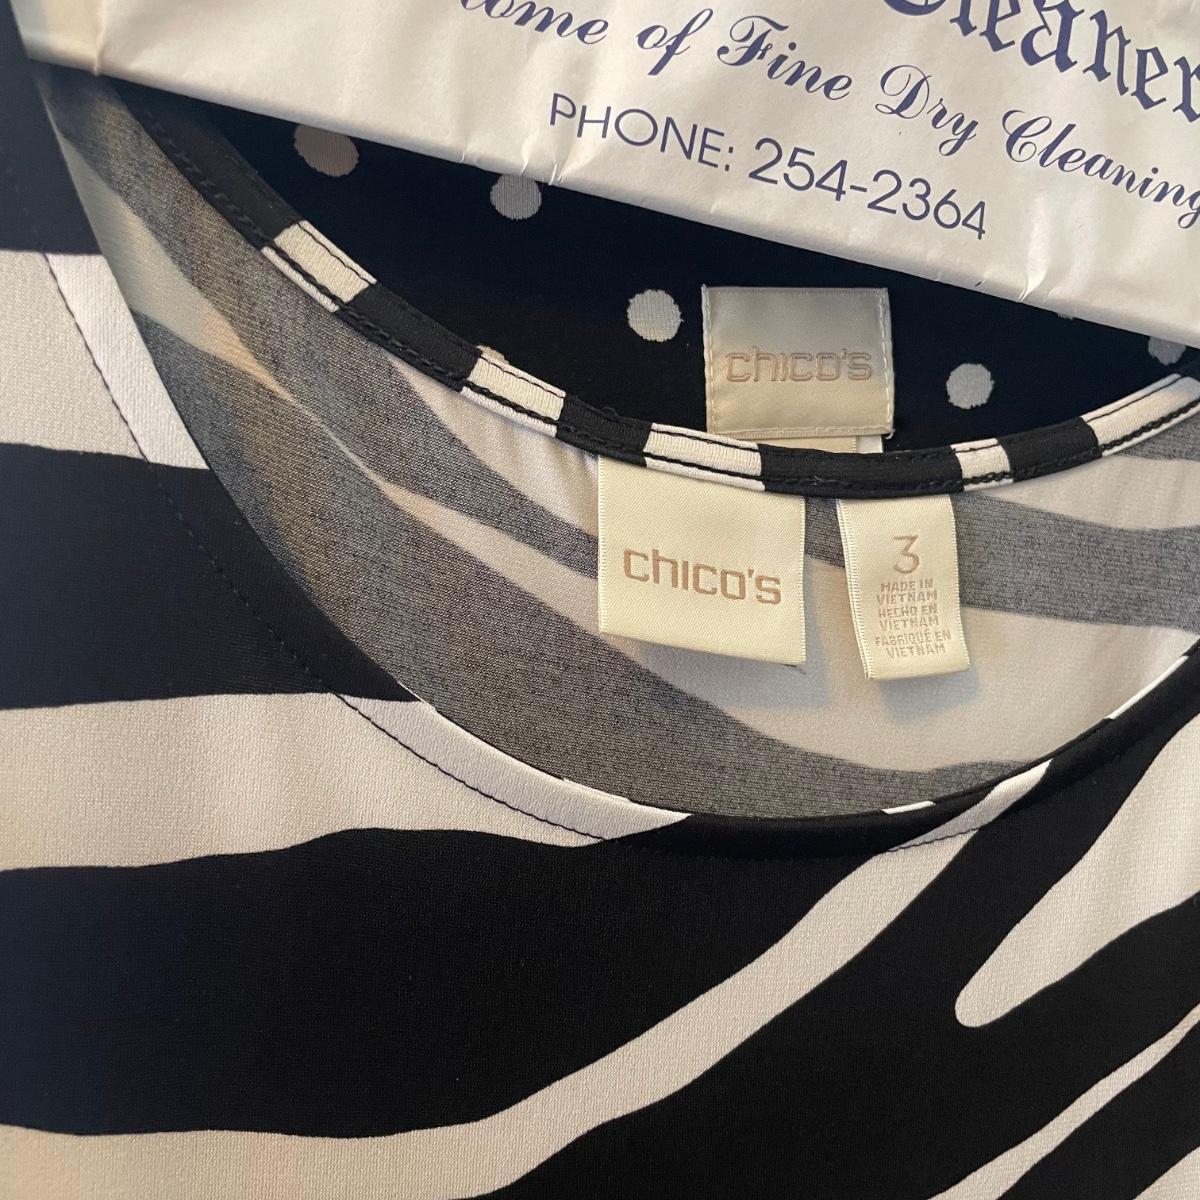 Cleaner
ome of Fine Dry Cleaning
PHONE: 254-2364
chico's
chico's
3
MADE IN
VIETNAM
HECHO EN
VIETNAM
FABRIQUÉ EN
VIETNAM